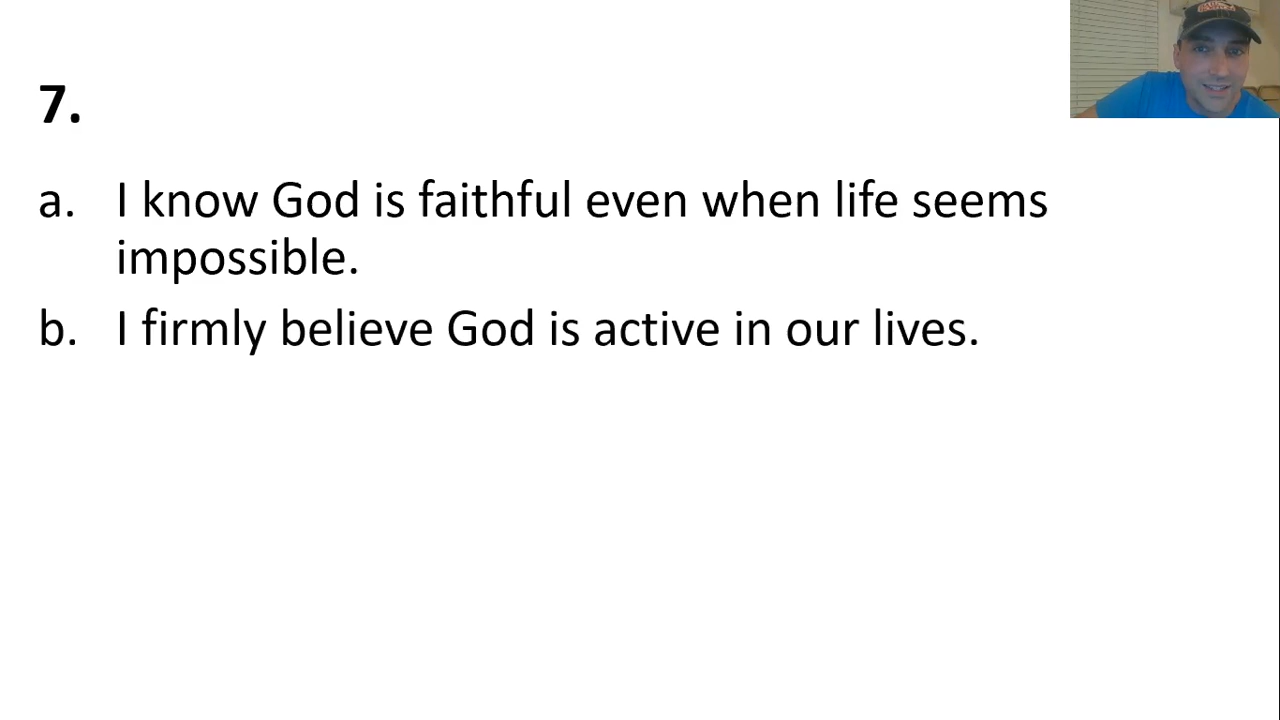 7.
a. I know God is faithful even when life seems
impossible.
b. I firmly believe God is active in our lives.